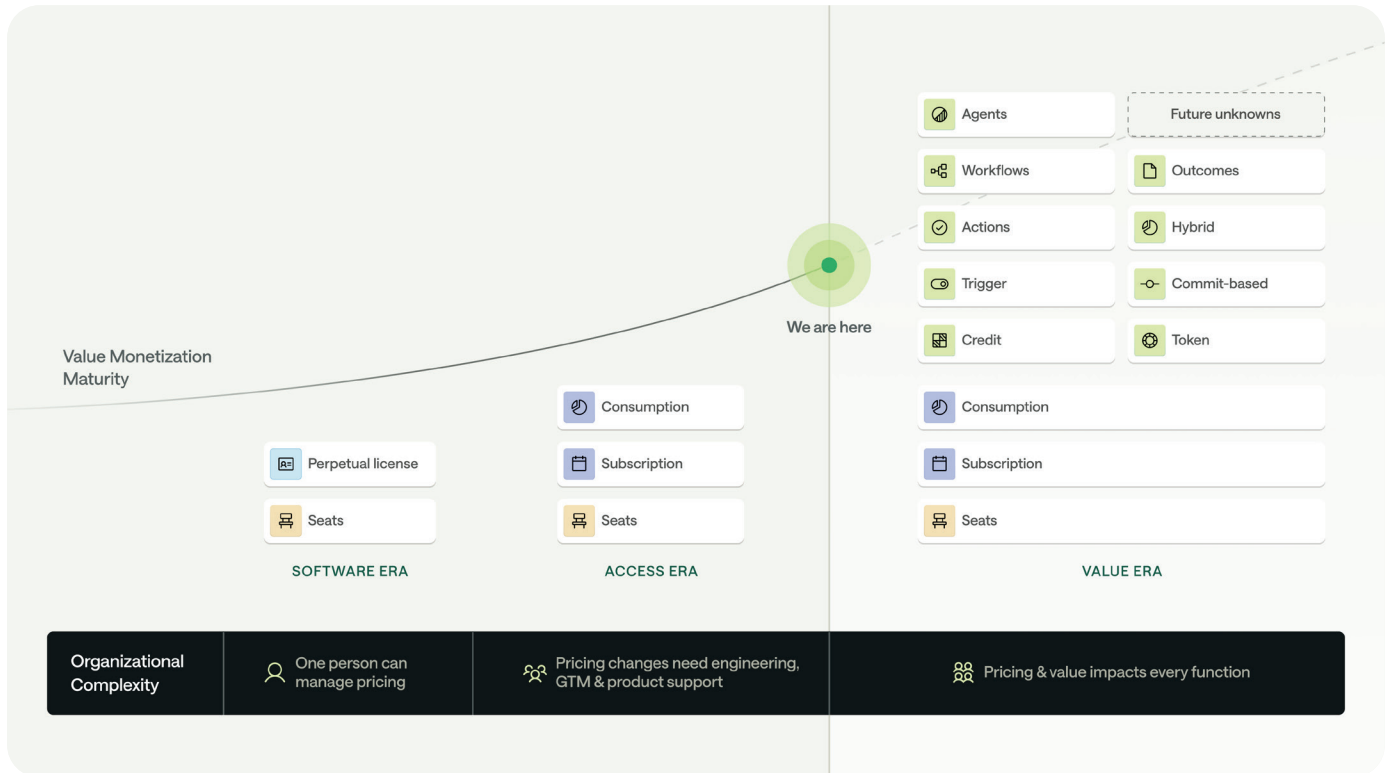 Agents
Future unknowns
Workflows
Outcomes
Actions
Hybrid
Trigger
Commit-based
We are here
Credit
Token
Value Monetization
Maturity
Consumption
Consumption
Perpetual license
Subscription
Subscription
Seats
Seats
Seats
SOFTWARE ERA
ACCESS ERA
VALUE ERA
Organizational
Complexity
One person can
manage pricing
Pricing changes need engineering,
GTM & product support
Pricing & value impacts every function